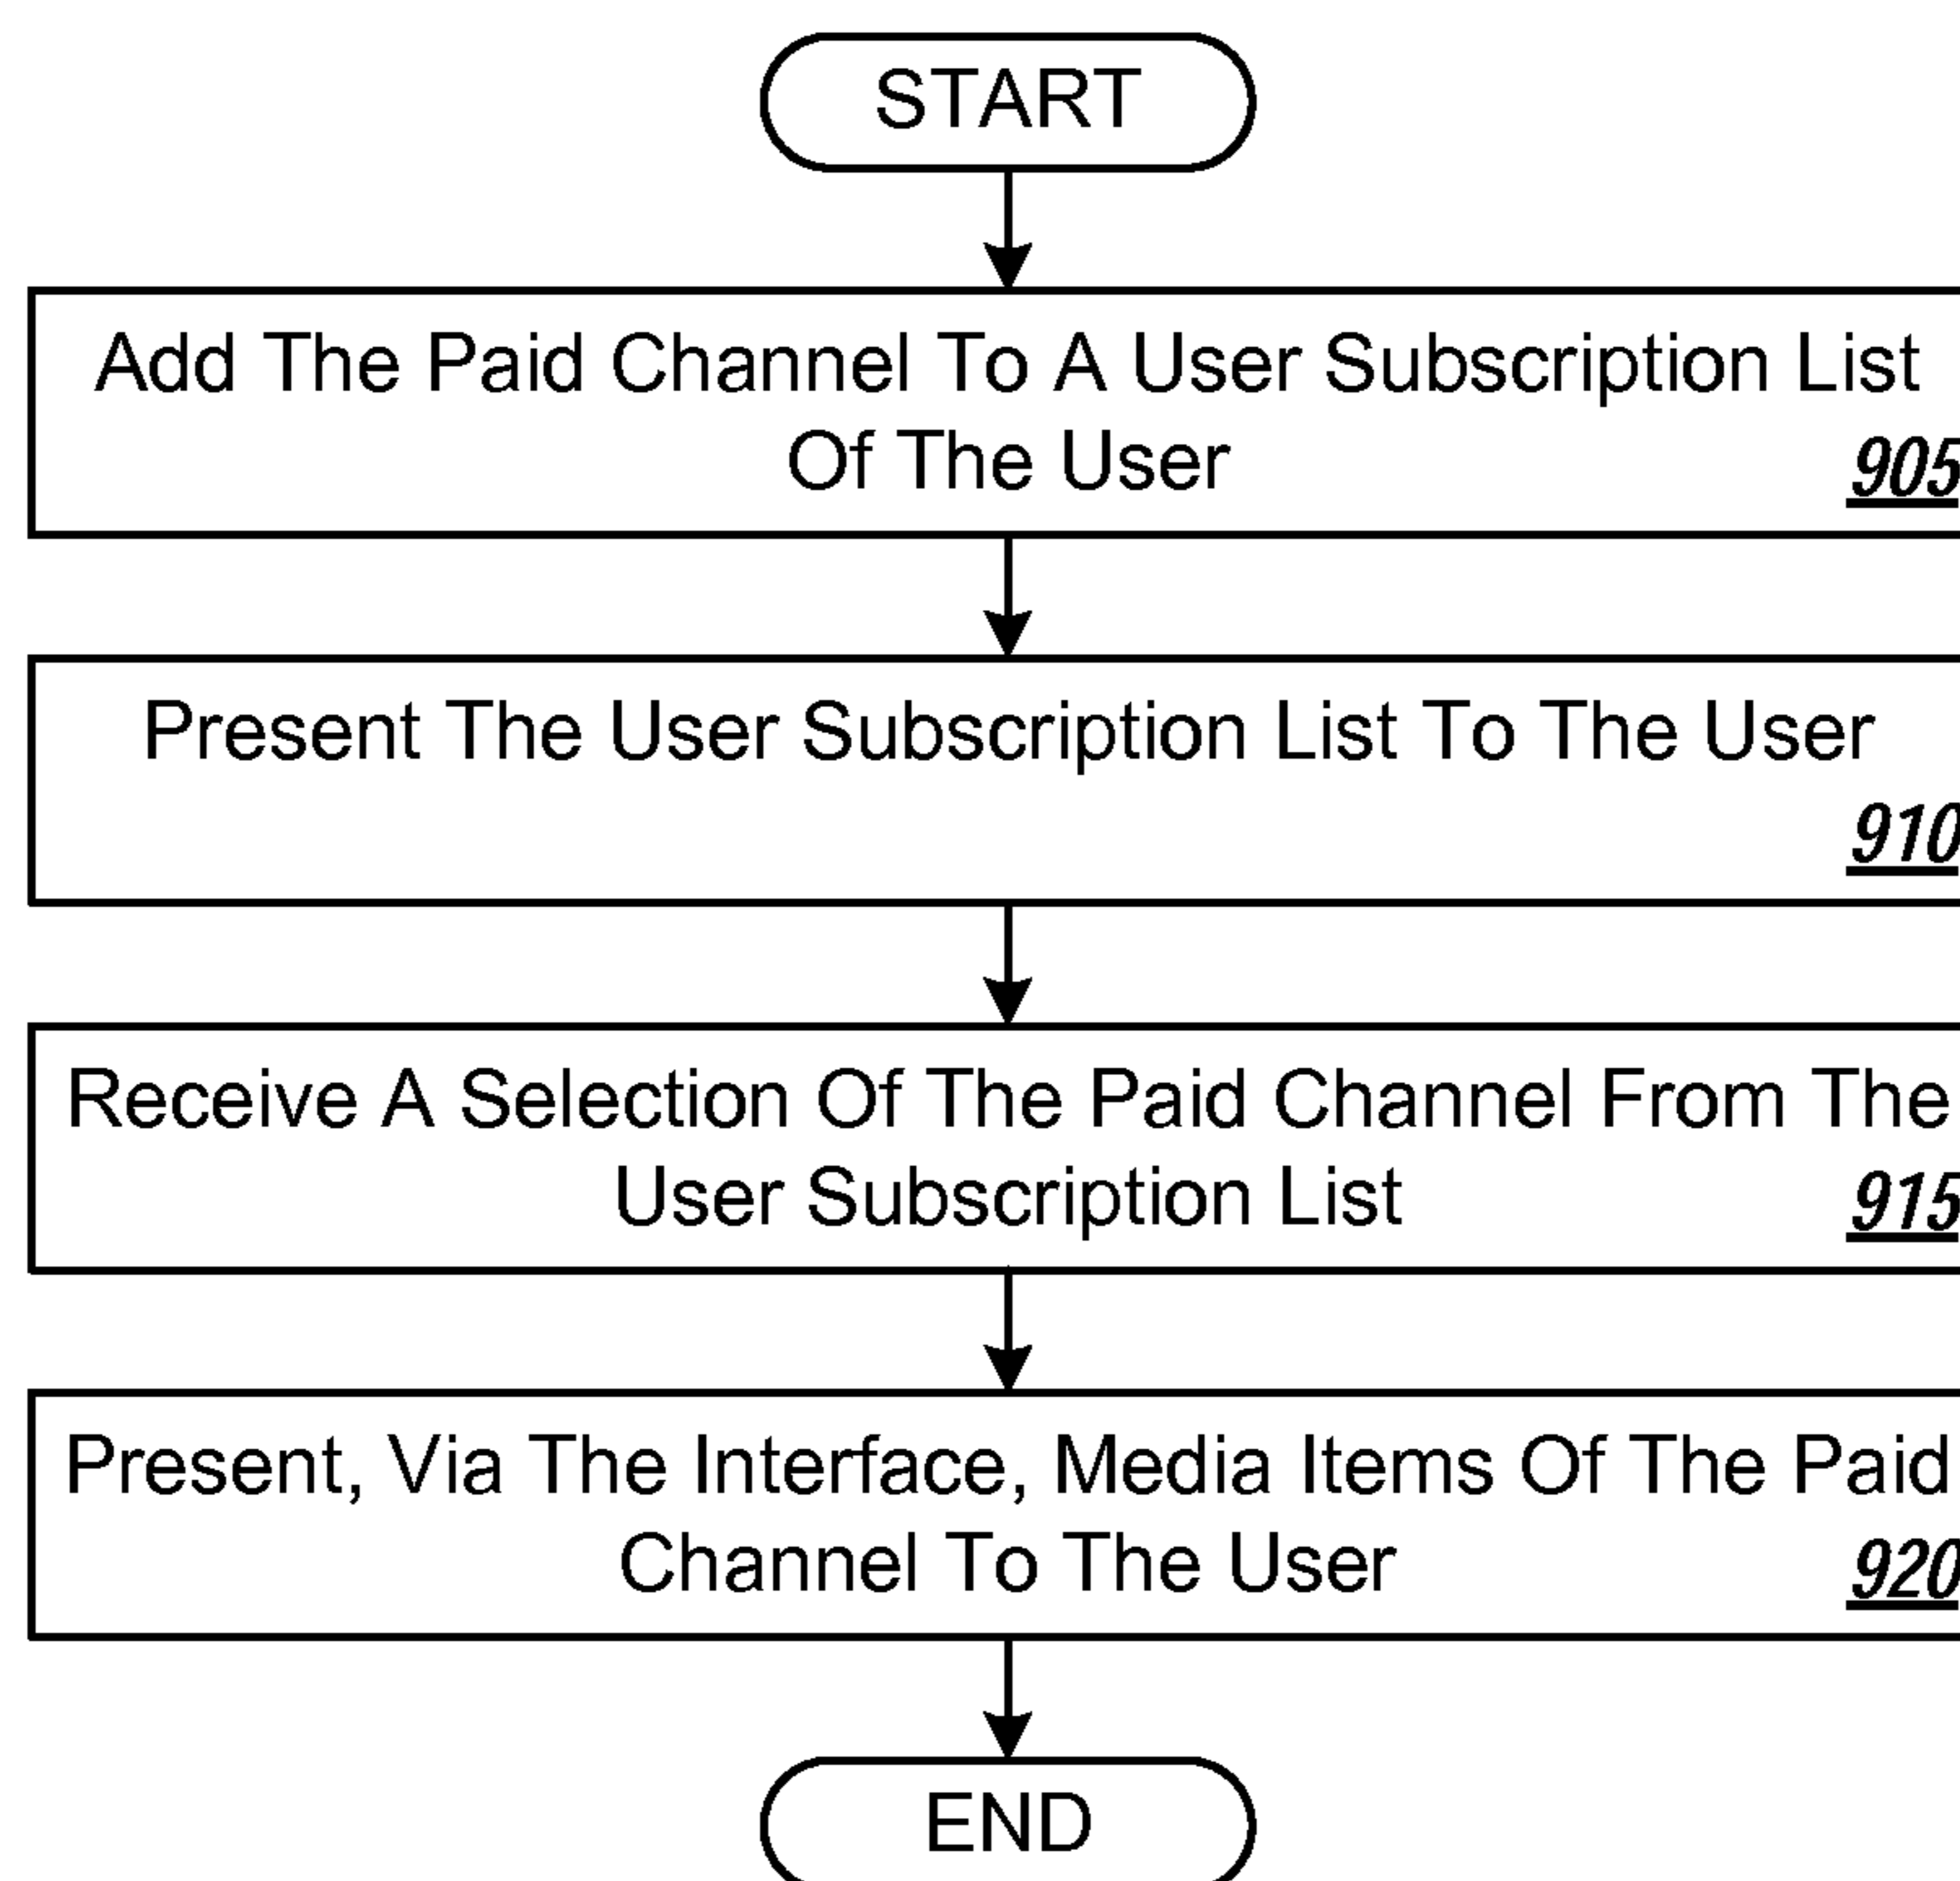 START
Add The Paid Channel To A User Subscription List
Of The User
905
Present The User Subscription List To The User
910
Receive A Selection Of The Paid Channel From The
User Subscription List
915
Present, Via The Interface, Media Items Of The Paid
Channel To The User
920
END